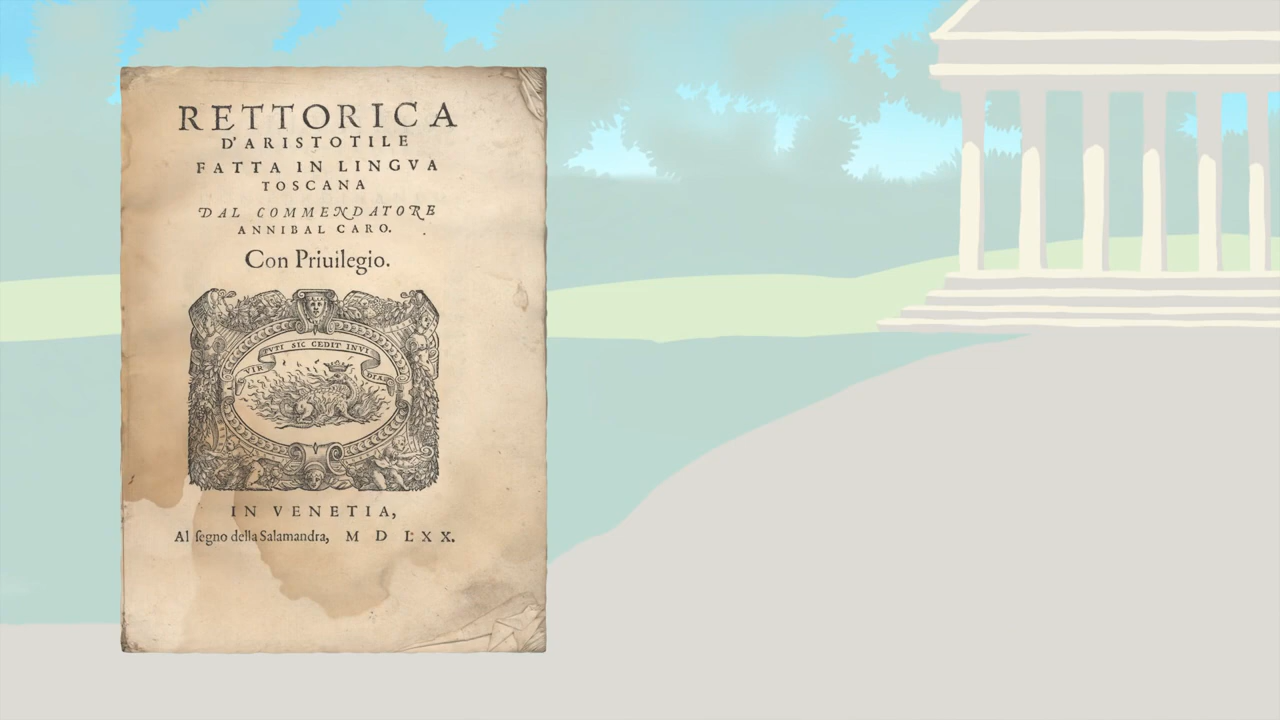 RETTORICA
D'ARISTOTILE
FATTA IN LINGVA
TOSCANA
DAL COMMENDATORE
ANNIBAL CARO.
Con Priuilegio.
VIRTVTI SIC CEDIT INVIDIA
IN VENETIA,
Al segno della Salamandra, M D LXX.